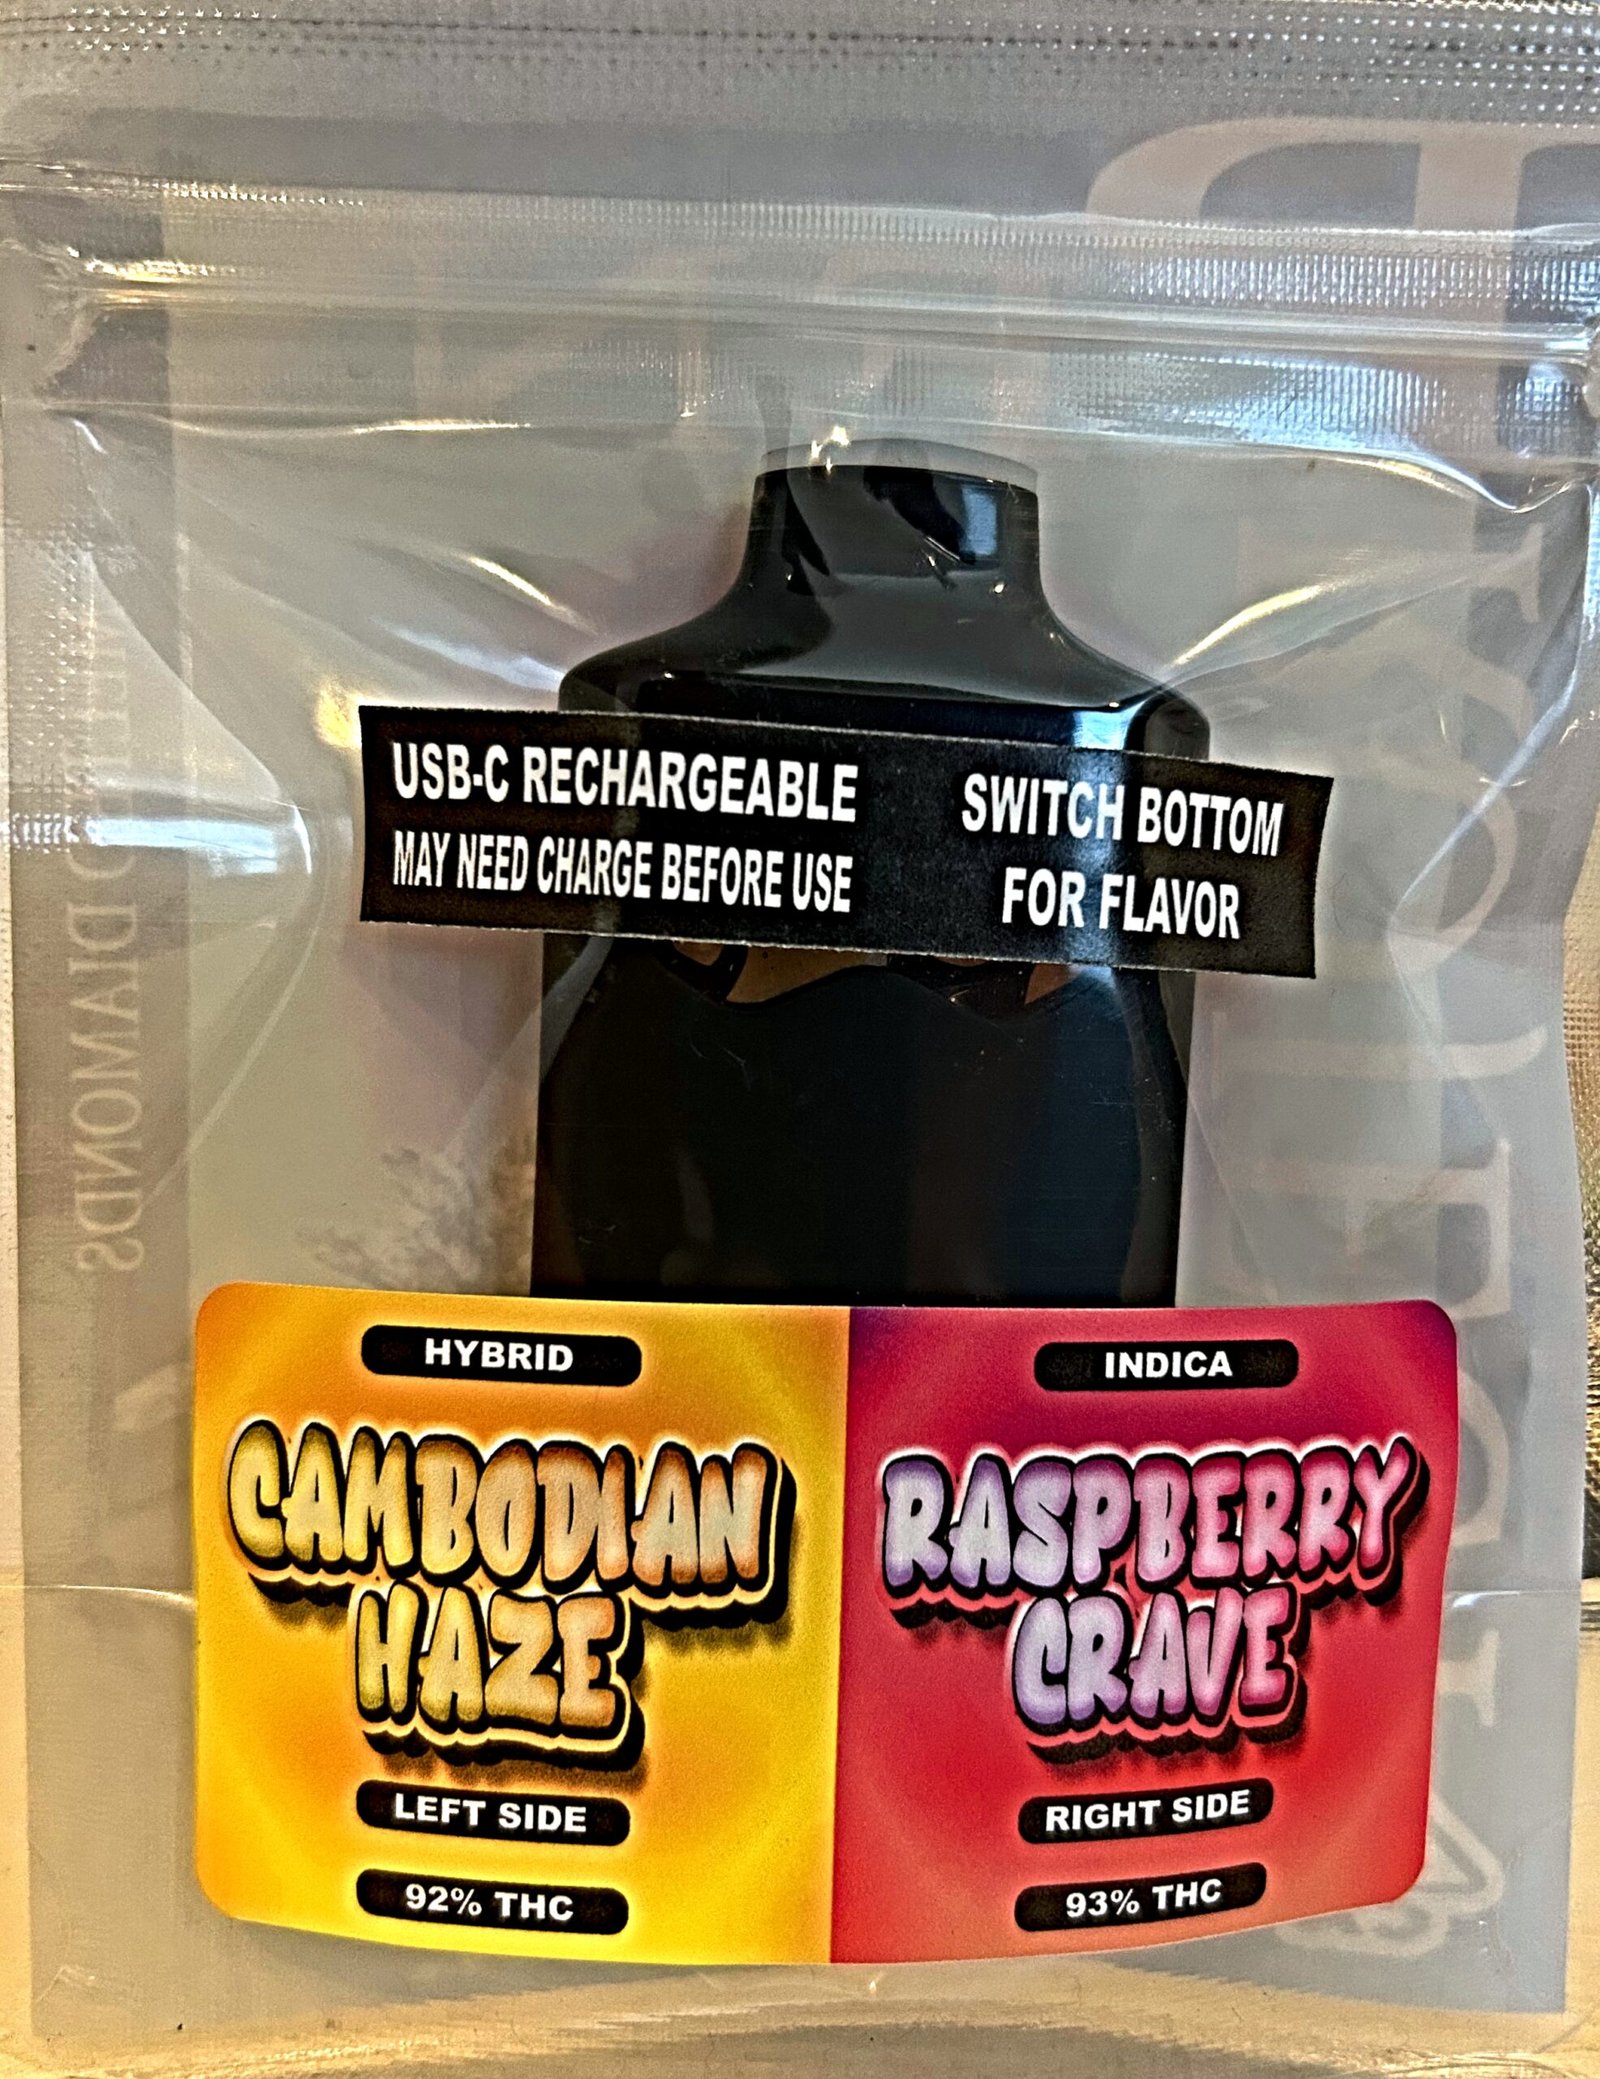 USB-C RECHARGEABLE
MAY NEED CHARGE BEFORE USE
SWITCH BOTTOM
FOR FLAVOR
HYBRID
CAMBODIAN
HAZE
LEFT SIDE
92% THC
INDICA
RASPBERRY
CRAVE
RIGHT SIDE
93% THC
DIAMONDS